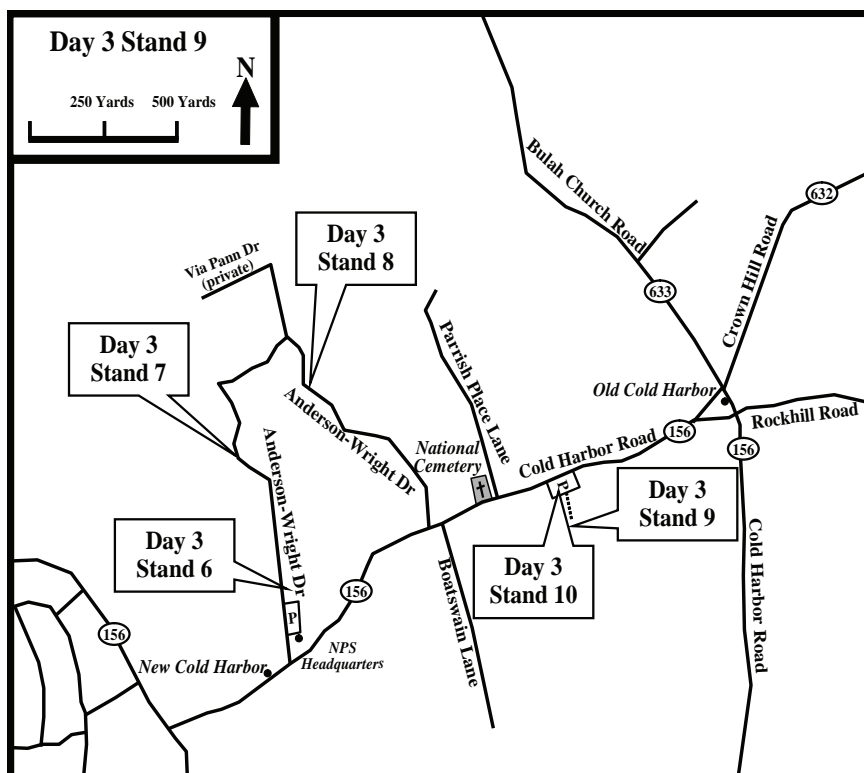 Day 3 Stand 9
N
250 Yards
500 Yards
632
Bulah Church Road
Crown Hill Road
Day 3
Stand 8
Via Pann Dr
(private)
633
Parrish Place Lane
Day 3
Stand 7
Old Cold Harbor
Anderson-Wright Dr
Rockhill Road
156
Cold Harbor Road
National
Cemetery
156
Anderson-Wright Dr
P
Day 3
Stand 9
Day 3
Stand 6
Day 3
Stand 10
Boatswain Lane
Cold Harbor Road
156
P
156
New Cold Harbor
NPS
Headquarters